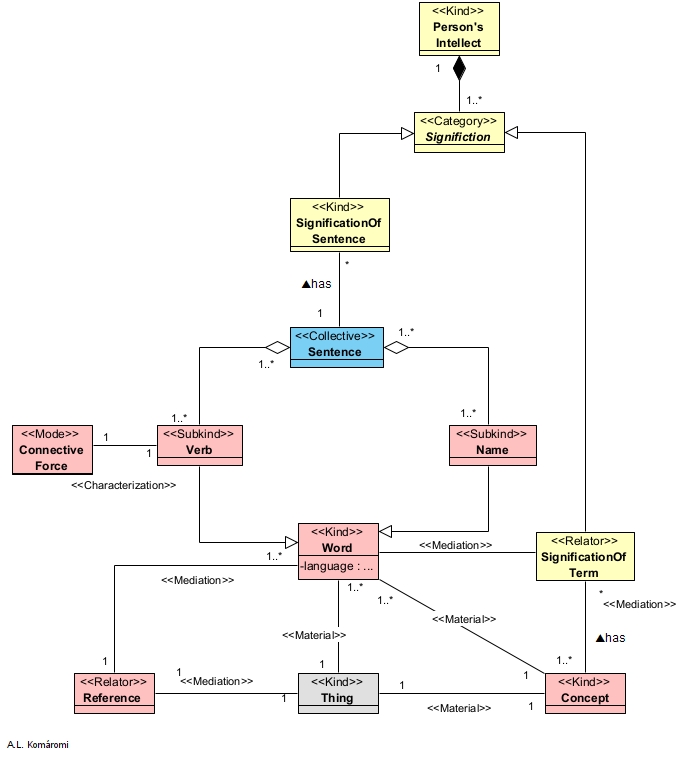 <<Kind>>
Person's
Intellect
1
1..*
<<Category>>
Significtion
<<Kind>>
SignificationOf
Sentence
*
▲has
1
<<Collective>>
Sentence
1..*
1..*
1..*
1..*
<<Mode>>
Connective
Force
1
1
<<Characterization>>
<<Subkind>>
Verb
<<Subkind>>
Name
<<Kind>>
Word
-language : ...
1..*
<<Mediation>>
<<Mediation>>
<<Relator>>
SignificationOf
Term
*
<<Mediation>>
▲has
1..*
1..*
1..*
<<Material>>
<<Material>>
1
1
1
<<Relator>>
Reference
1
<<Mediation>>
1
<<Kind>>
Thing
1
<<Material>>
1
<<Kind>>
Concept
A.L. Komáromi